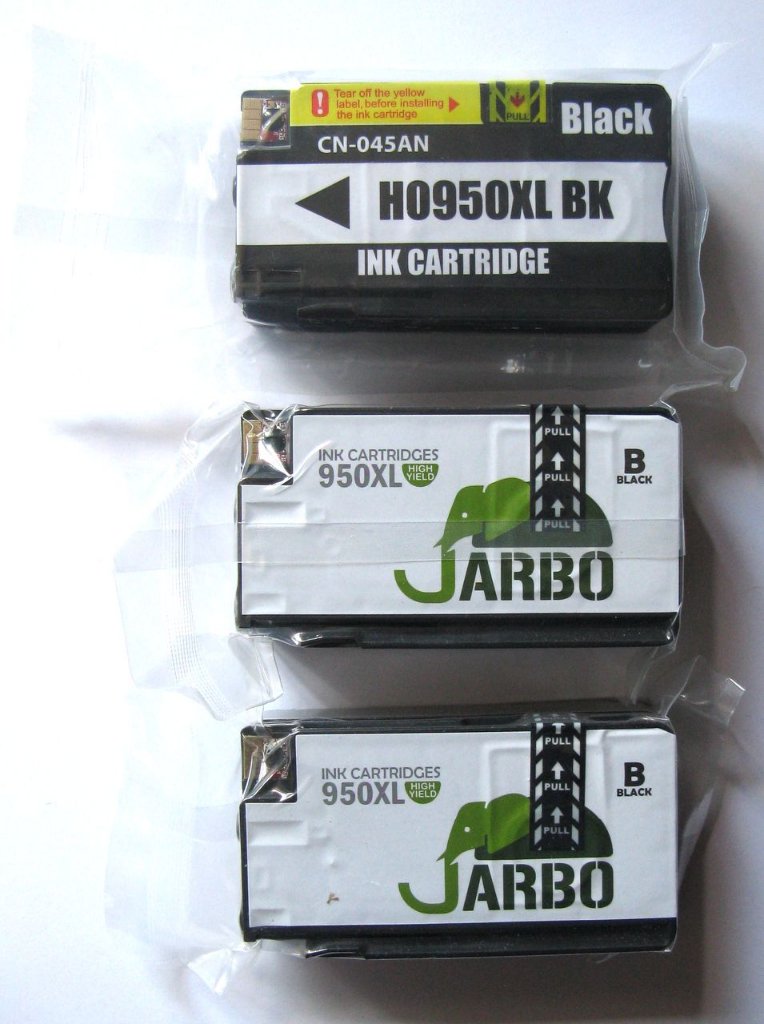 Tear off the yellow
label, before installing
the ink cartridge
PULL
Black
CN-045AN
H0950XL BK
INK CARTRIDGE
PULL
INK CARTRIDGES
950XL HIGH YIELD
B
BLACK
PULL
PULL
JARBO
PULL
INK CARTRIDGES
950XL HIGH YIELD
B
BLACK
PULL
PULL
JARBO